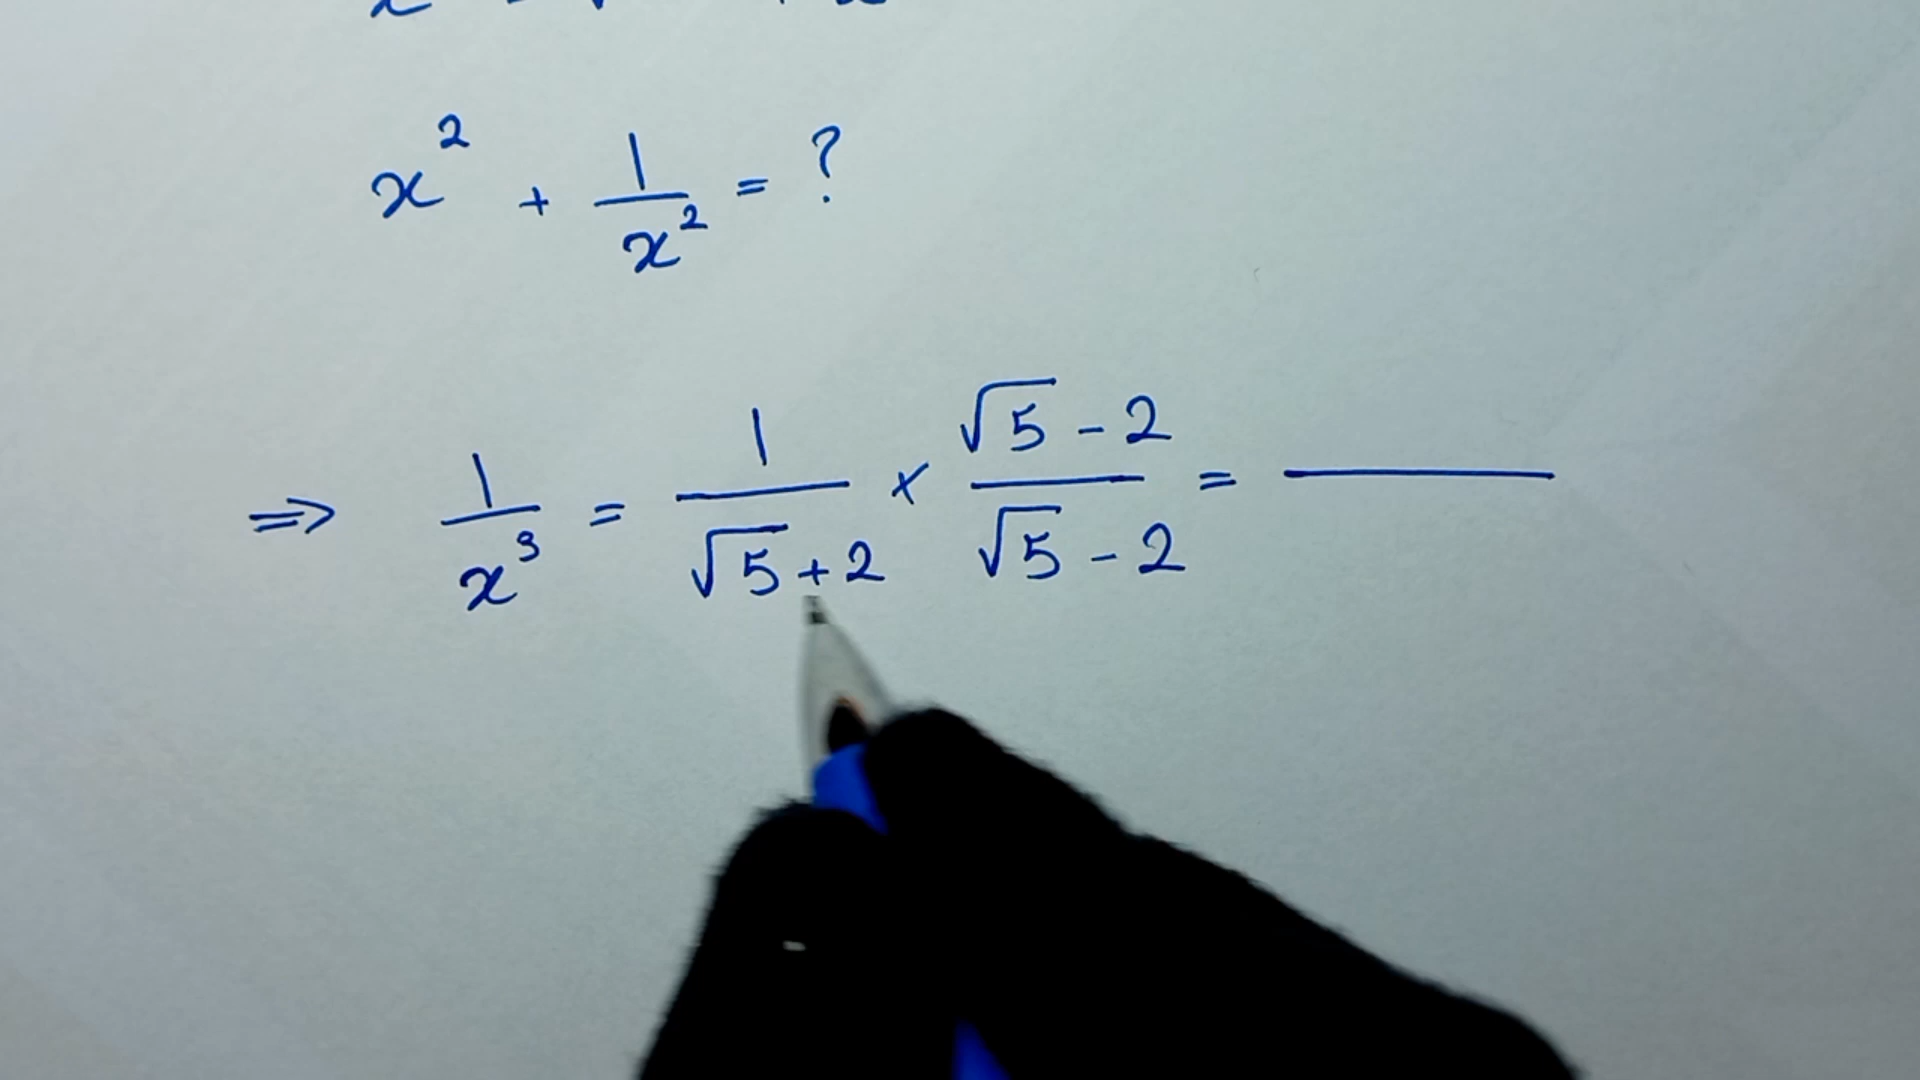 x² + 1/x² = ?
⇒ 1/x³ = 1/(√5+2) × (√5-2)/(√5-2) =